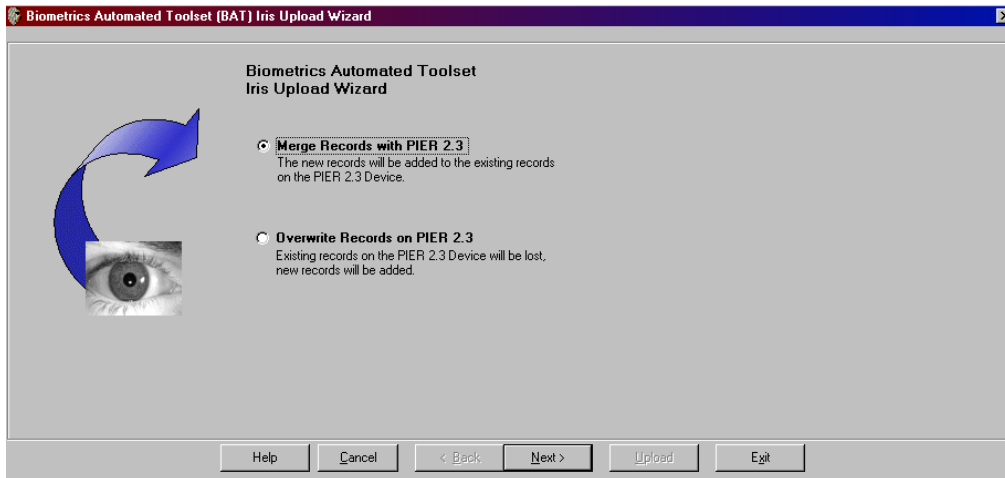 Biometrics Automated Toolset (BAT) Iris Upload Wizard
Biometrics Automated Toolset
Iris Upload Wizard
Merge Records with PIER 2.3
The new records will be added to the existing records
on the PIER 2.3 Device.
Overwrite Records on PIER 2.3
Existing records on the PIER 2.3 Device will be lost,
new records will be added.
Help Cancel < Back Next > Upload Exit